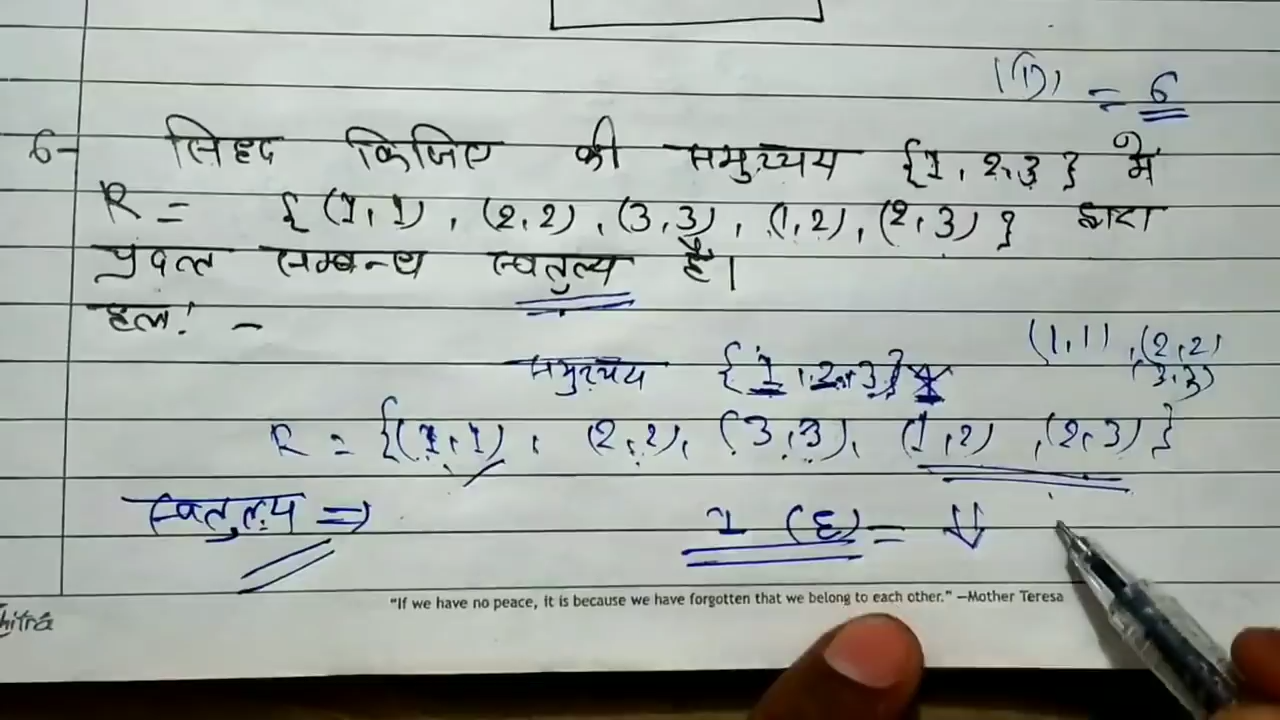 = 6
6- सिद्द किजिए की समुच्चय {1, 2, 3} में
R = {(1,1), (2,2), (3,3), (1,2), (2,3)} द्वारा
प्रदत्त सम्बन्ध स्वतुल्य है।
हल: -
(1,1), (2,2)
(3,3)
समुच्चय {1, 2, 3}
R = {(1,1), (2,2), (3,3), (1,2), (2,3)}
स्वतुल्य ⇒
"If we have no peace, it is because we have forgotten that we belong to each other." —Mother Teresa